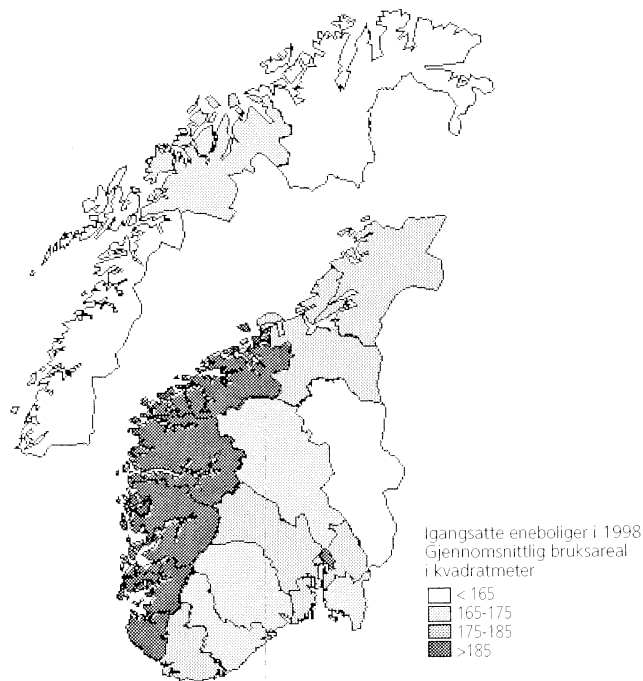 Igangsatte eneboliger i 1998
Gjennomsnittlig bruksareal
i kvadratmeter
< 165
165-175
175-185
>185